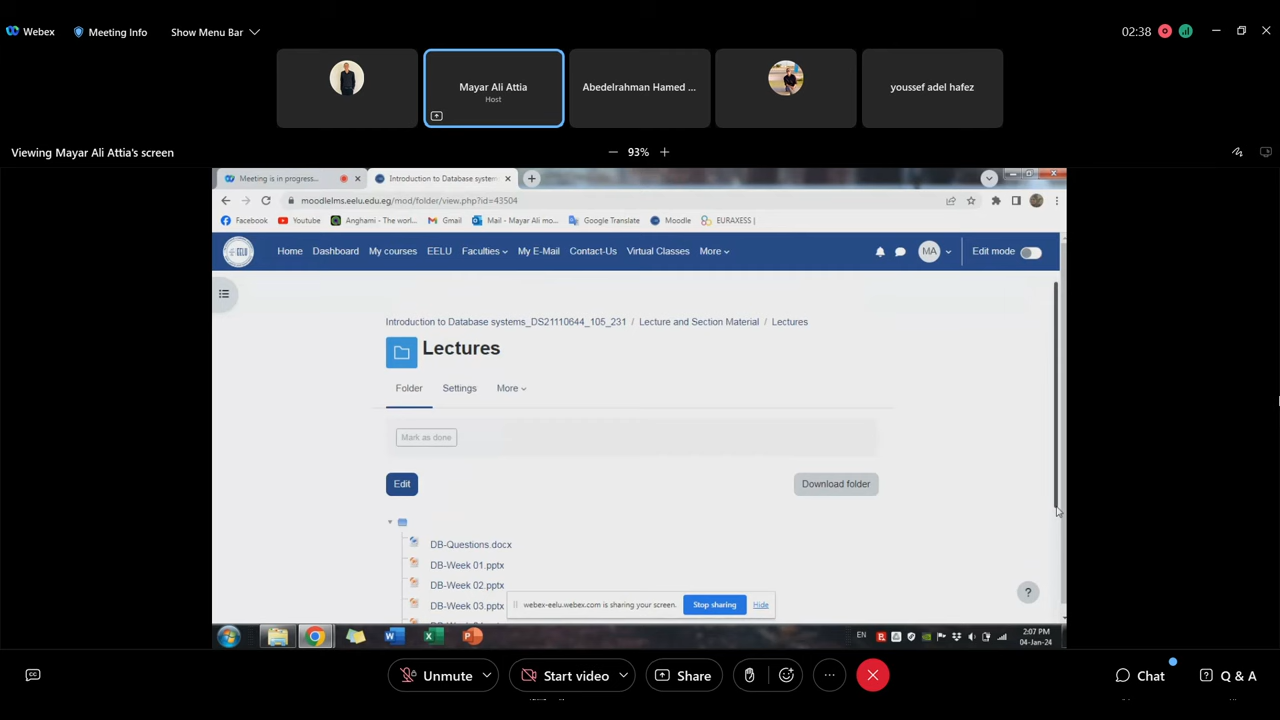 Webex
Meeting Info
Show Menu Bar
02:38
Mayar Ali Attia
Host
Abedelrahman Hamed ...
youssef adel hafez
Viewing Mayar Ali Attia's screen
93%
Meeting is in progress...
Introduction to Database system
moodlelms.eelu.edu.eg/mod/folder/view.php?id=43504
Facebook
Youtube
Anghami - The worl...
Gmail
Mail - Mayar Ali mo...
Google Translate
Moodle
EURAXESS |
Home
Dashboard
My courses
EELU
Faculties
My E-Mail
Contact-Us
Virtual Classes
More
MA
Edit mode
Introduction to Database systems_DS21110644_105_231 / Lecture and Section Material / Lectures
Lectures
Folder
Settings
More
Mark as done
Edit
Download folder
DB-Questions.docx
DB-Week 01.pptx
DB-Week 02.pptx
DB-Week 03.pptx
webex-eelu.webex.com is sharing your screen.
Stop sharing
Hide
?
EN
2:07 PM
04-Jan-24
Unmute
Start video
Share
Chat
Q & A